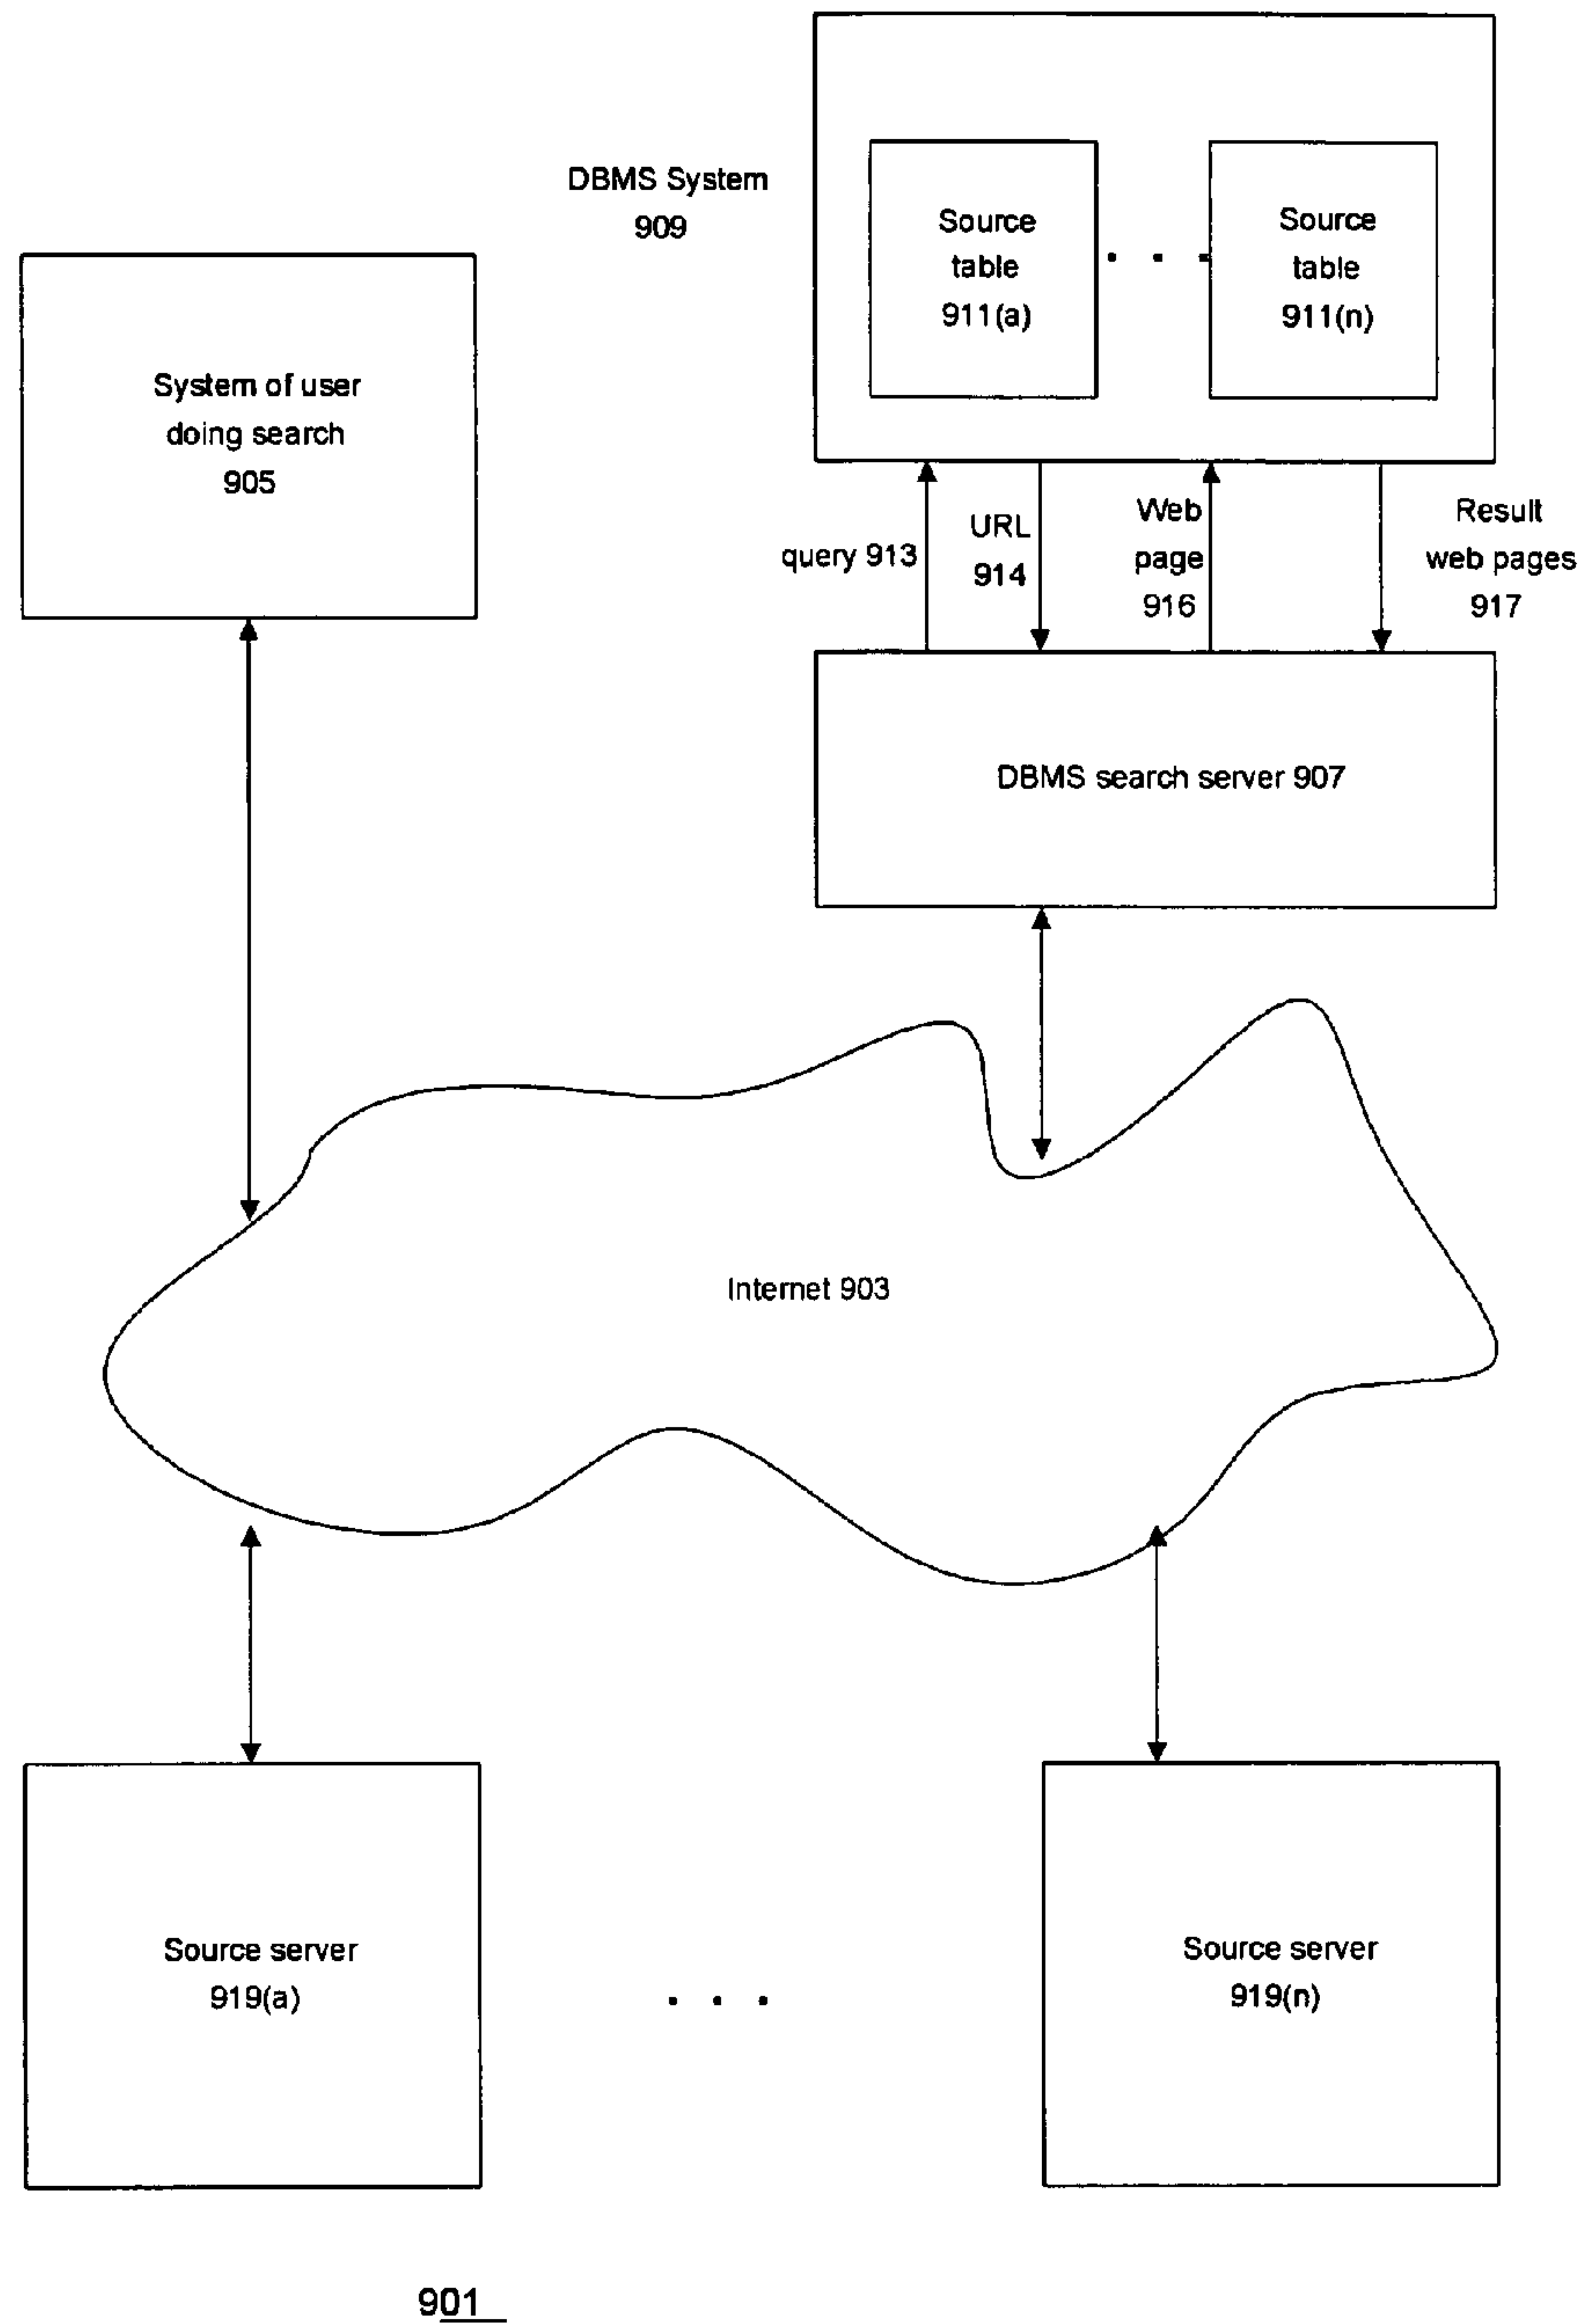 DBMS System
909
Source
table
911(a)
Source
table
911(n)
System of user
doing search
905
query 913
URL
914
Web
page
916
Result
web pages
917
DBMS search server 907
Internet 903
Source server
919(a)
. . .
Source server
919(n)
901